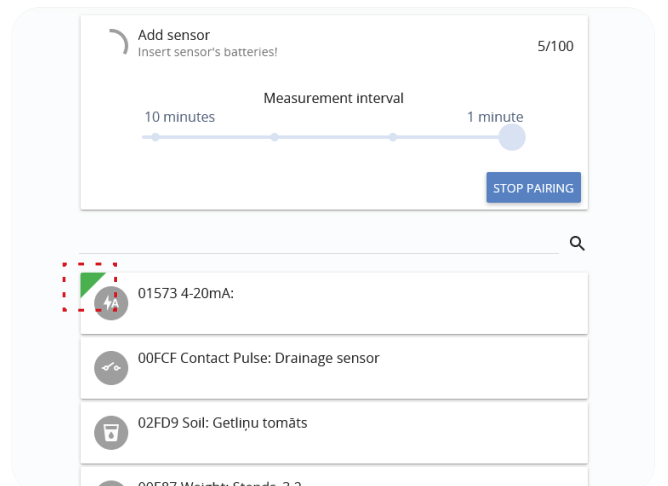 Add sensor
Insert sensor's batteries!
5/100
Measurement interval
10 minutes
1 minute
STOP PAIRING
01573 4-20mA:
00FCF Contact Pulse: Drainage sensor
02FD9 Soil: Getliņu tomāts